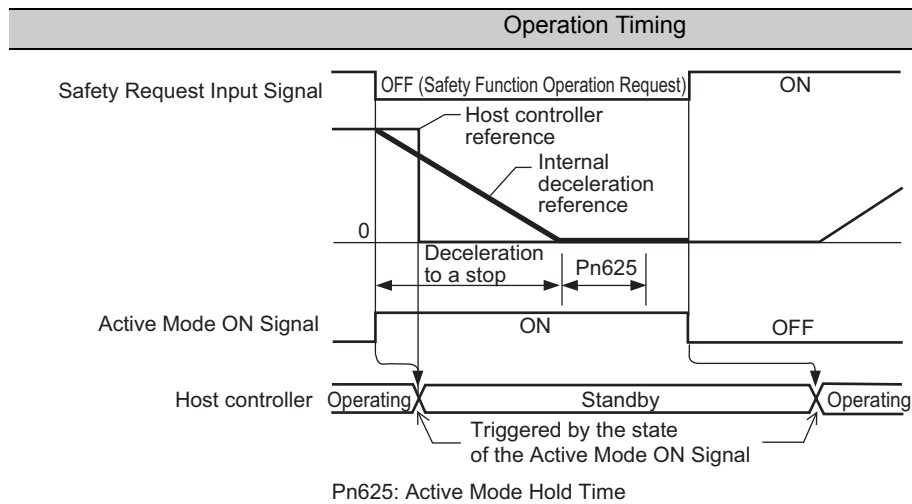 Operation Timing
Safety Request Input Signal
OFF (Safety Function Operation Request)
ON
Host controller
reference
Internal
deceleration
reference
0
Deceleration
to a stop
Pn625
Active Mode ON Signal
ON
OFF
Host controller
Operating
Standby
Operating
Triggered by the state
of the Active Mode ON Signal
Pn625: Active Mode Hold Time